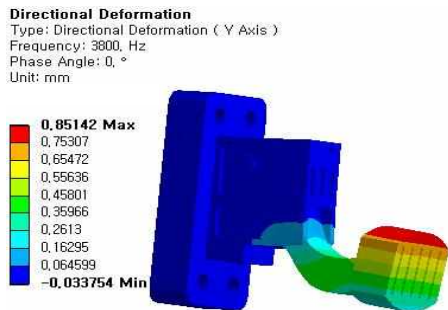 Directional Deformation
Type: Directional Deformation ( Y Axis )
Frequency: 3800, Hz
Phase Angle: 0, °
Unit: mm
0,85142 Max
0,75307
0,65472
0,55636
0,45801
0,35966
0,2613
0,16295
0,064599
-0,033754 Min